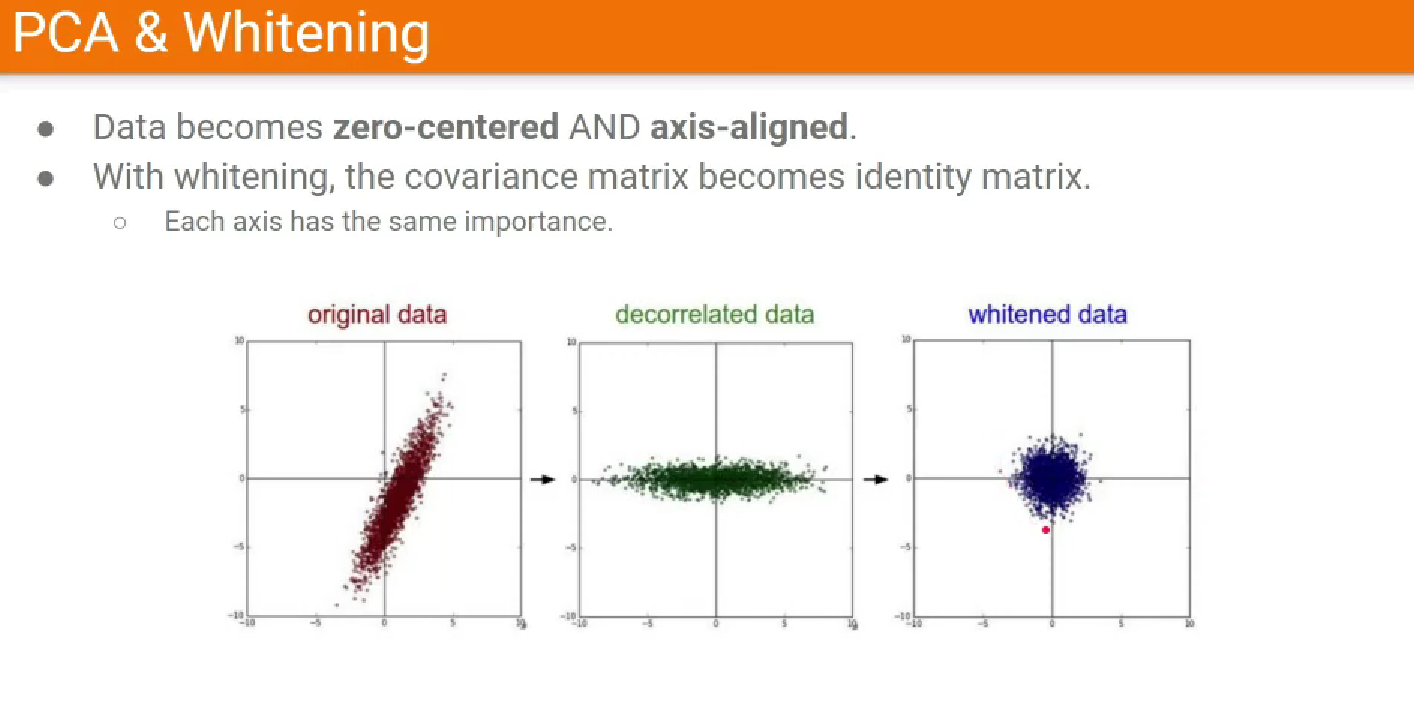 PCA & Whitening
● Data becomes zero-centered AND axis-aligned.
● With whitening, the covariance matrix becomes identity matrix.
○ Each axis has the same importance.
original data
decorrelated data
whitened data
10
5
0
-5
-10
-10 -5 0 5 10
10
5
0
-5
-10
-10 -5 0 5 10
10
5
0
-5
-10
-10 -5 0 5 10